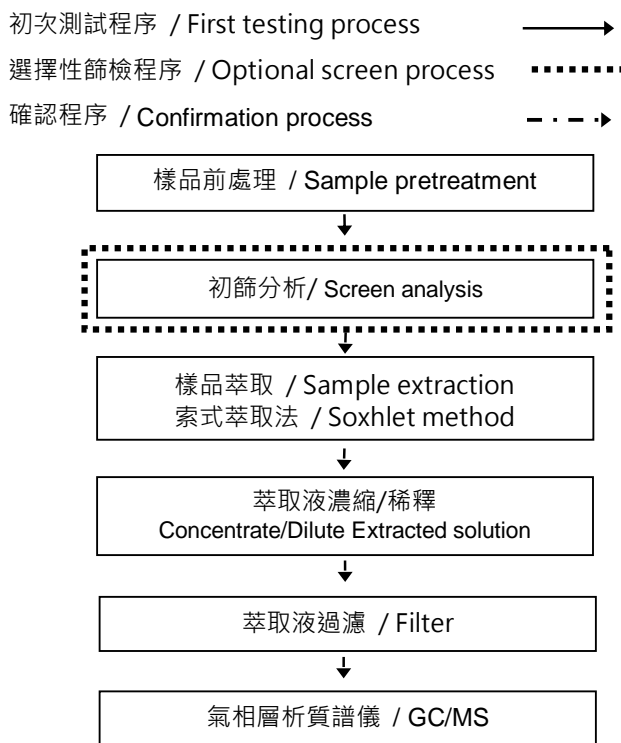 初次測試程序 / First testing process
選擇性篩檢程序 / Optional screen process
確認程序 / Confirmation process
樣品前處理 / Sample pretreatment
初篩分析/ Screen analysis
樣品萃取 / Sample extraction
索式萃取法 / Soxhlet method
萃取液濃縮/稀釋
Concentrate/Dilute Extracted solution
萃取液過濾 / Filter
氣相層析質譜儀 / GC/MS